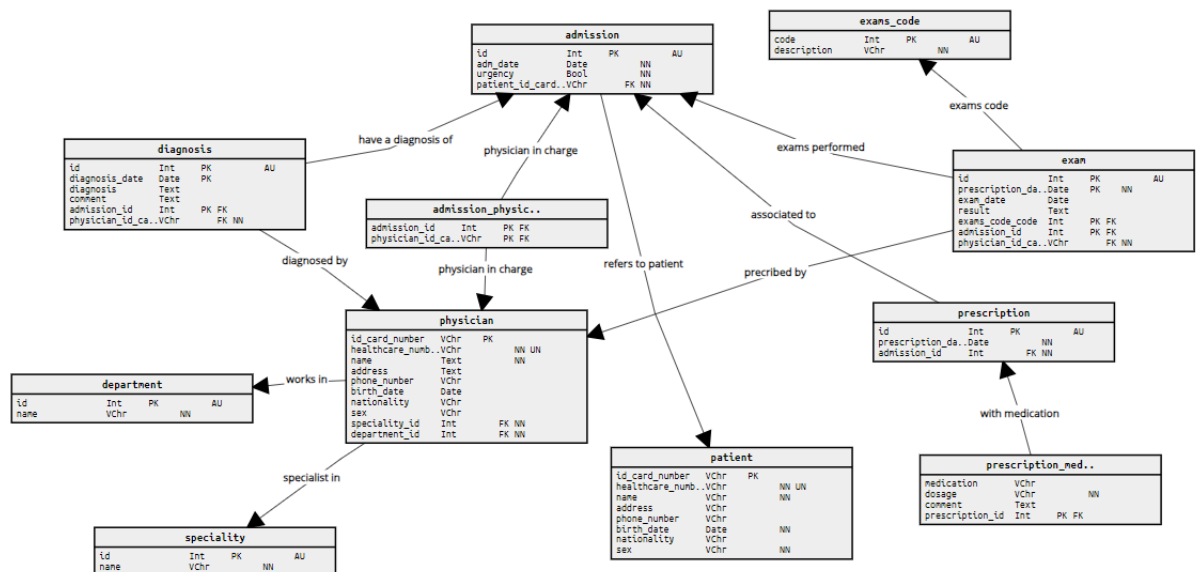 admission
id Int PK AU
adm_date Date NN
urgency Bool NN
patient_id_card..VChr FK NN
exams_code
code Int PK AU
description VChr NN
exams code
have a diagnosis of
physician in charge
exams performed
diagnosis
id Int PK AU
diagnosis_date Date PK
diagnosis Text
comment Text
admission_id Int PK FK
physician_id_ca..VChr FK NN
exam
id Int PK AU
prescription_da..Date PK NN
exam_date Date
result Text
exams_code_code Int PK FK
admission_id Int PK FK
physician_id_ca..VChr FK NN
admission_physic..
admission_id Int PK FK
physician_id_ca..VChr PK FK
associated to
diagnosed by
physician in charge
refers to patient
precribed by
physician
id_card_number VChr PK
healthcare_numb..VChr NN UN
name Text NN
address Text
phone_number VChr
birth_date Date
nationality VChr
sex VChr
speciality_id Int FK NN
department_id Int FK NN
prescription
id Int PK AU
prescription_da..Date NN
admission_id Int FK NN
department
id Int PK AU
name VChr NN
works in
with medication
specialist in
patient
id_card_number VChr PK
healthcare_numb..VChr NN UN
name VChr NN
address VChr
phone_number VChr
birth_date Date NN
nationality VChr
sex VChr NN
prescription_med..
medication VChr
dosage VChr NN
comment Text
prescription_id Int PK FK
speciality
id Int PK AU
name VChr NN